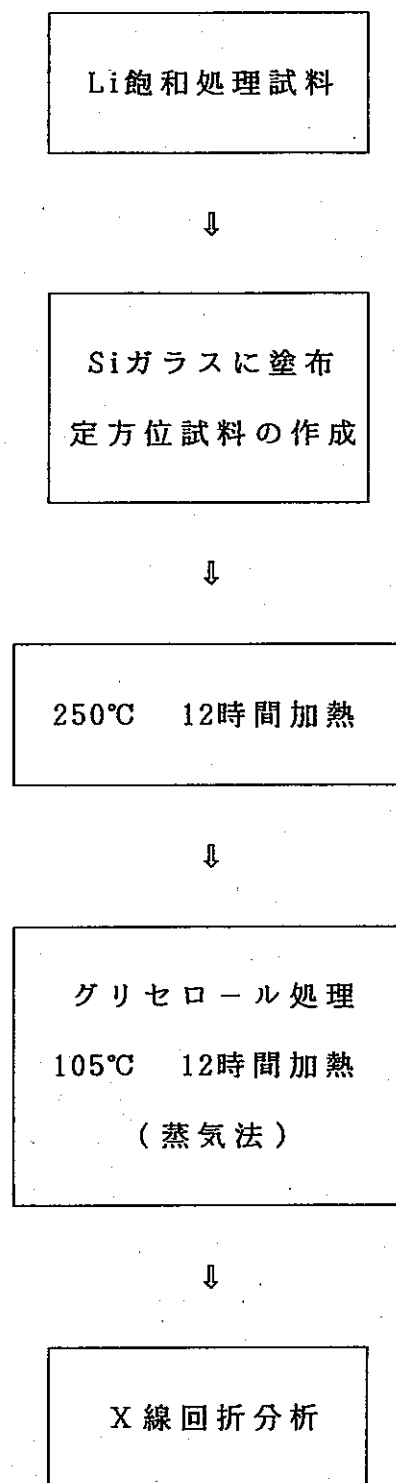 Li飽和処理試料
⇓
Siガラスに塗布
定方位試料の作成
⇓
250℃ 12時間加熱
⇓
グリセロール処理
105℃ 12時間加熱
(蒸気法)
⇓
X線回折分析